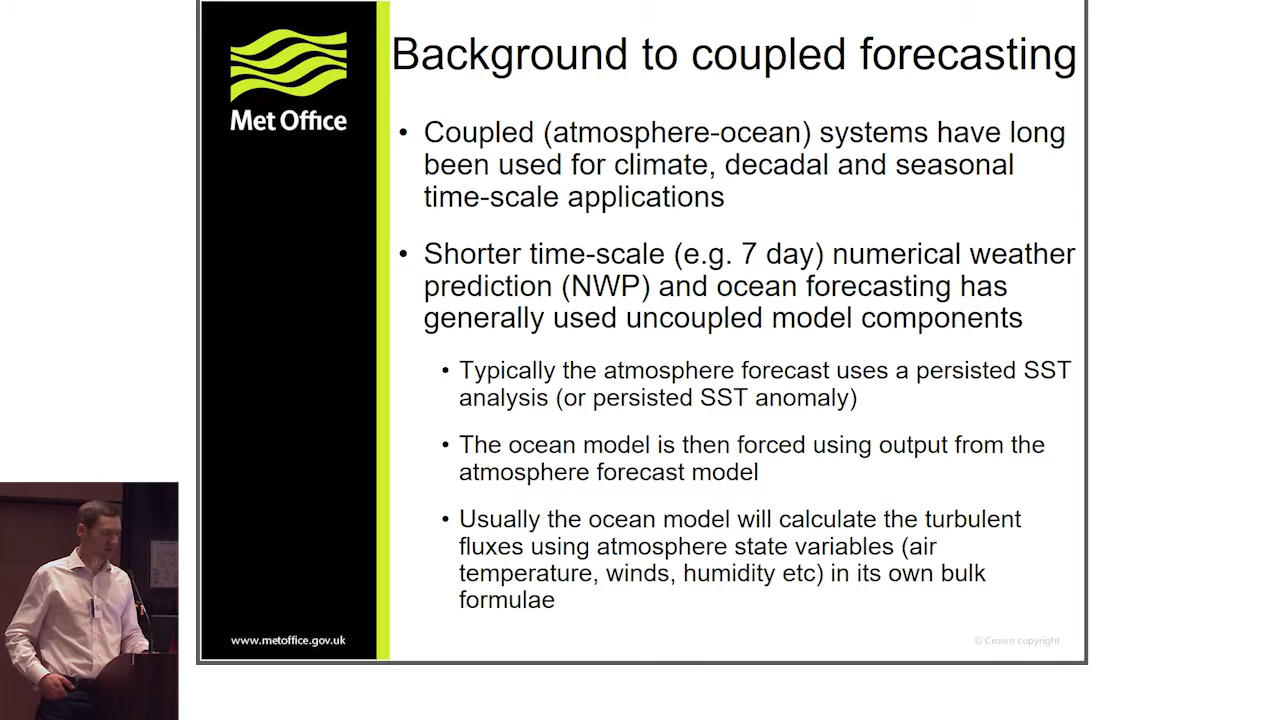 Met Office
Background to coupled forecasting
• Coupled (atmosphere-ocean) systems have long
been used for climate, decadal and seasonal
time-scale applications
• Shorter time-scale (e.g. 7 day) numerical weather
prediction (NWP) and ocean forecasting has
generally used uncoupled model components
• Typically the atmosphere forecast uses a persisted SST
analysis (or persisted SST anomaly)
• The ocean model is then forced using output from the
atmosphere forecast model
• Usually the ocean model will calculate the turbulent
fluxes using atmosphere state variables (air
temperature, winds, humidity etc) in its own bulk
formulae
www.metoffice.gov.uk
© Crown copyright